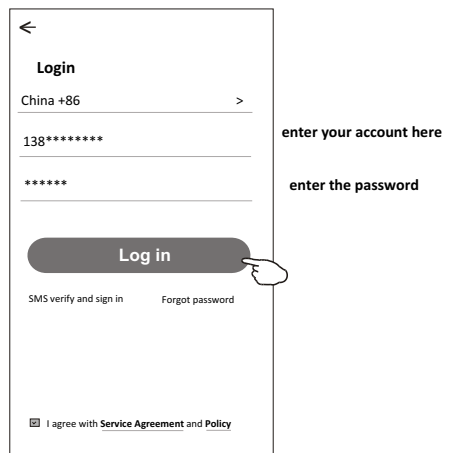 Login
China +86 >
138********
enter your account here
******
enter the password
Log in
SMS verify and sign in Forgot password
I agree with Service Agreement and Policy